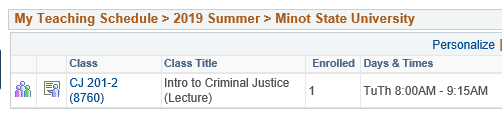 My Teaching Schedule > 2019 Summer > Minot State University
Personalize |
Class Class Title Enrolled Days & Times
CJ 201-2 (8760) Intro to Criminal Justice (Lecture) 1 TuTh 8:00AM - 9:15AM